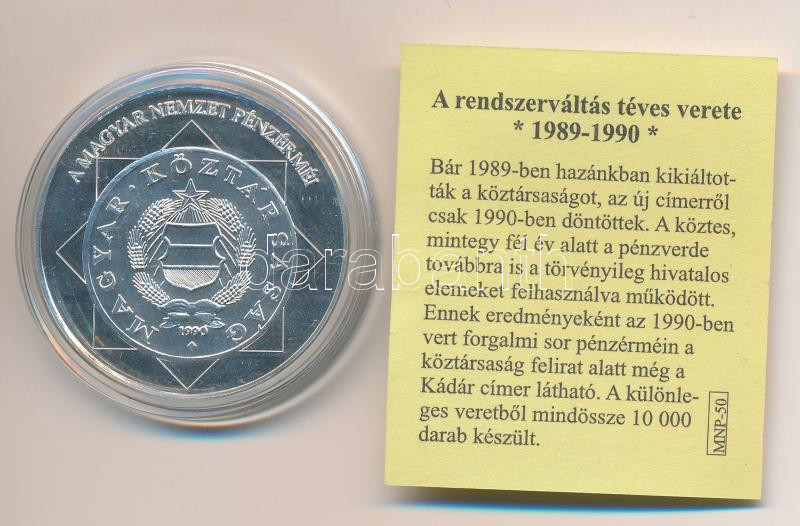 A MAGYAR NEMZET PÉNZÉRMÉI
MAGYAR · KÖZTÁRSASÁG
1990
A rendszerváltás téves verete
* 1989-1990 *
Bár 1989-ben hazánkban kikiáltot-
ták a köztársaságot, az új címerről
csak 1990-ben döntöttek. A köztes,
mintegy fél év alatt a pénzverde
továbbra is a törvényileg hivatalos
elemeket felhasználva működött.
Ennek eredményeként az 1990-ben
vert forgalmi sor pénzérméin a
köztársaság felirat alatt még a
Kádár címer látható. A különle-
ges veretből mindössze 10 000
darab készült.
MNP-50
darabanth